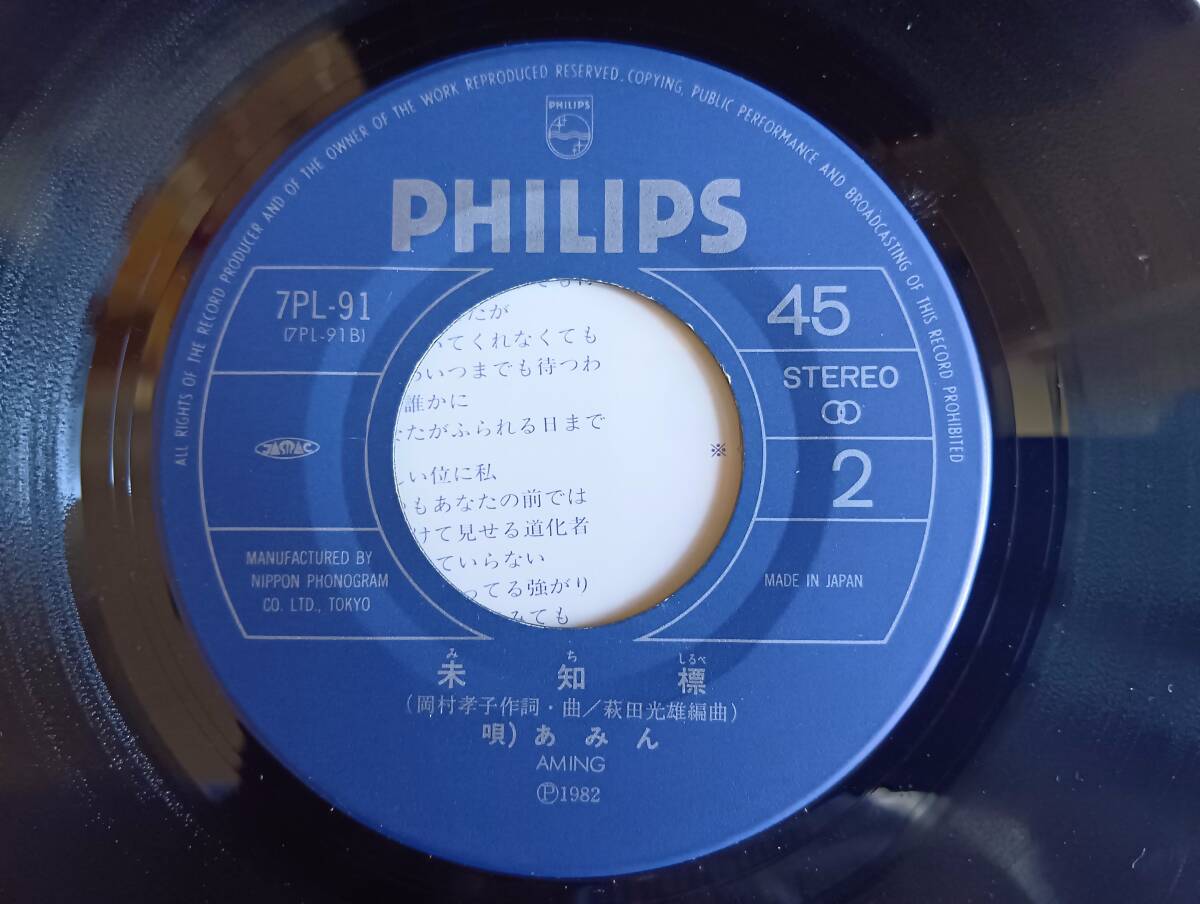 ALL RIGHTS OF THE RECORD PRODUCER AND OF THE OWNER OF THE WORK REPRODUCED RESERVED. COPYING, PUBLIC PERFORMANCE AND BROADCASTING OF THIS RECORD PROHIBITED
PHILIPS
PHILIPS
7PL-91
(7PL-91B)
JASRAC
MANUFACTURED BY
NIPPON PHONOGRAM
CO. LTD., TOKYO
45
STEREO
2
MADE IN JAPAN
たが
てくれなくても
いつまでも待つわ
誰かに
たがふられる日まで
※
い位に私
もあなたの前では
けて見せる道化者
ていらない
ってる強がり
みても
み ち しるべ
未知標
(岡村孝子作詞・曲/萩田光雄編曲)
唄)あみん
AMING
Ⓟ1982